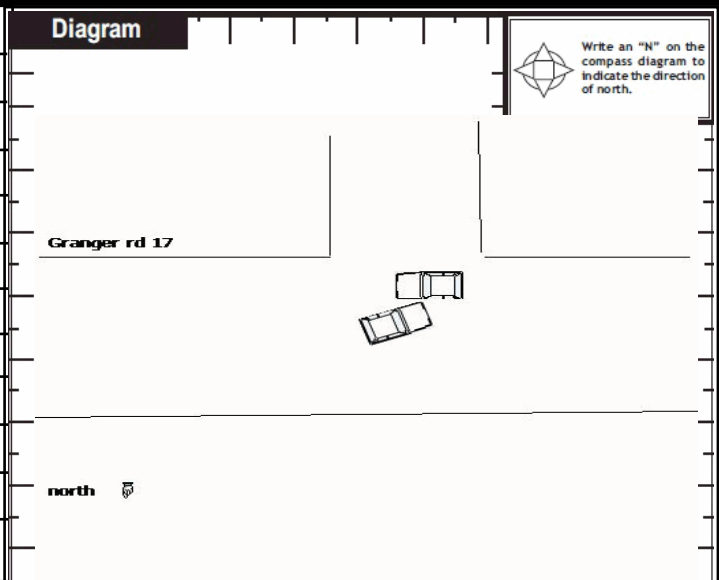 Diagram
Write an “N” on the
compass diagram to
indicate the direction
of north.
Granger rd 17
north